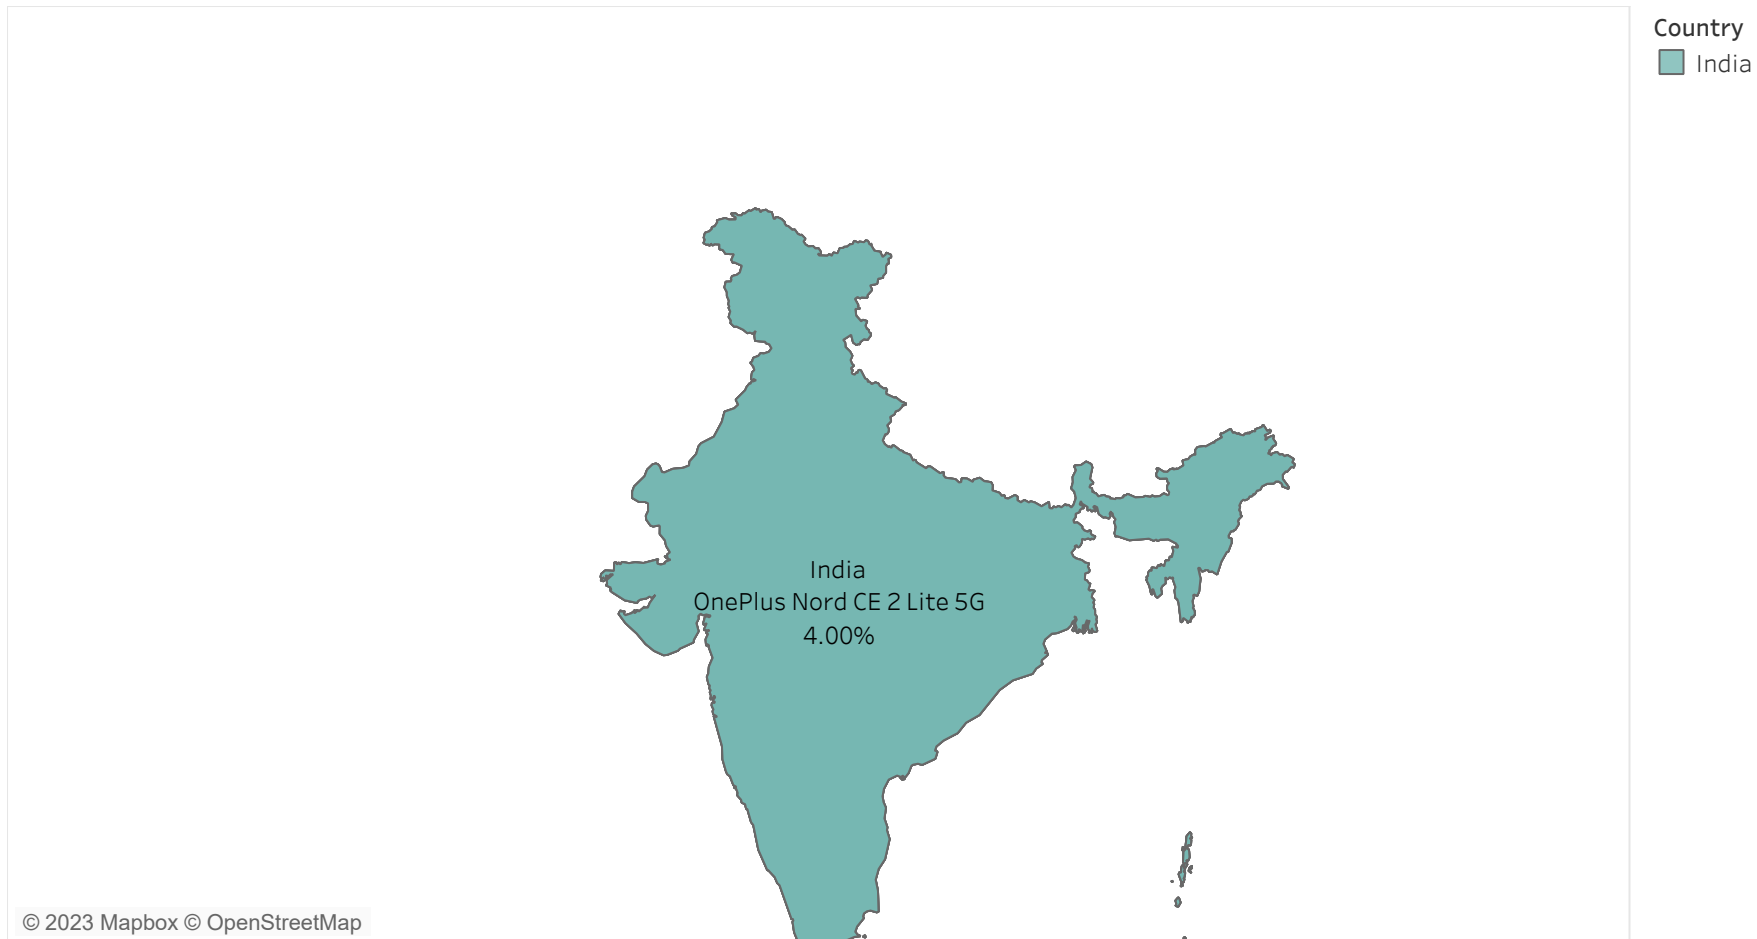 Country
India
India
OnePlus Nord CE 2 Lite 5G
4.00%
© 2023 Mapbox © OpenStreetMap